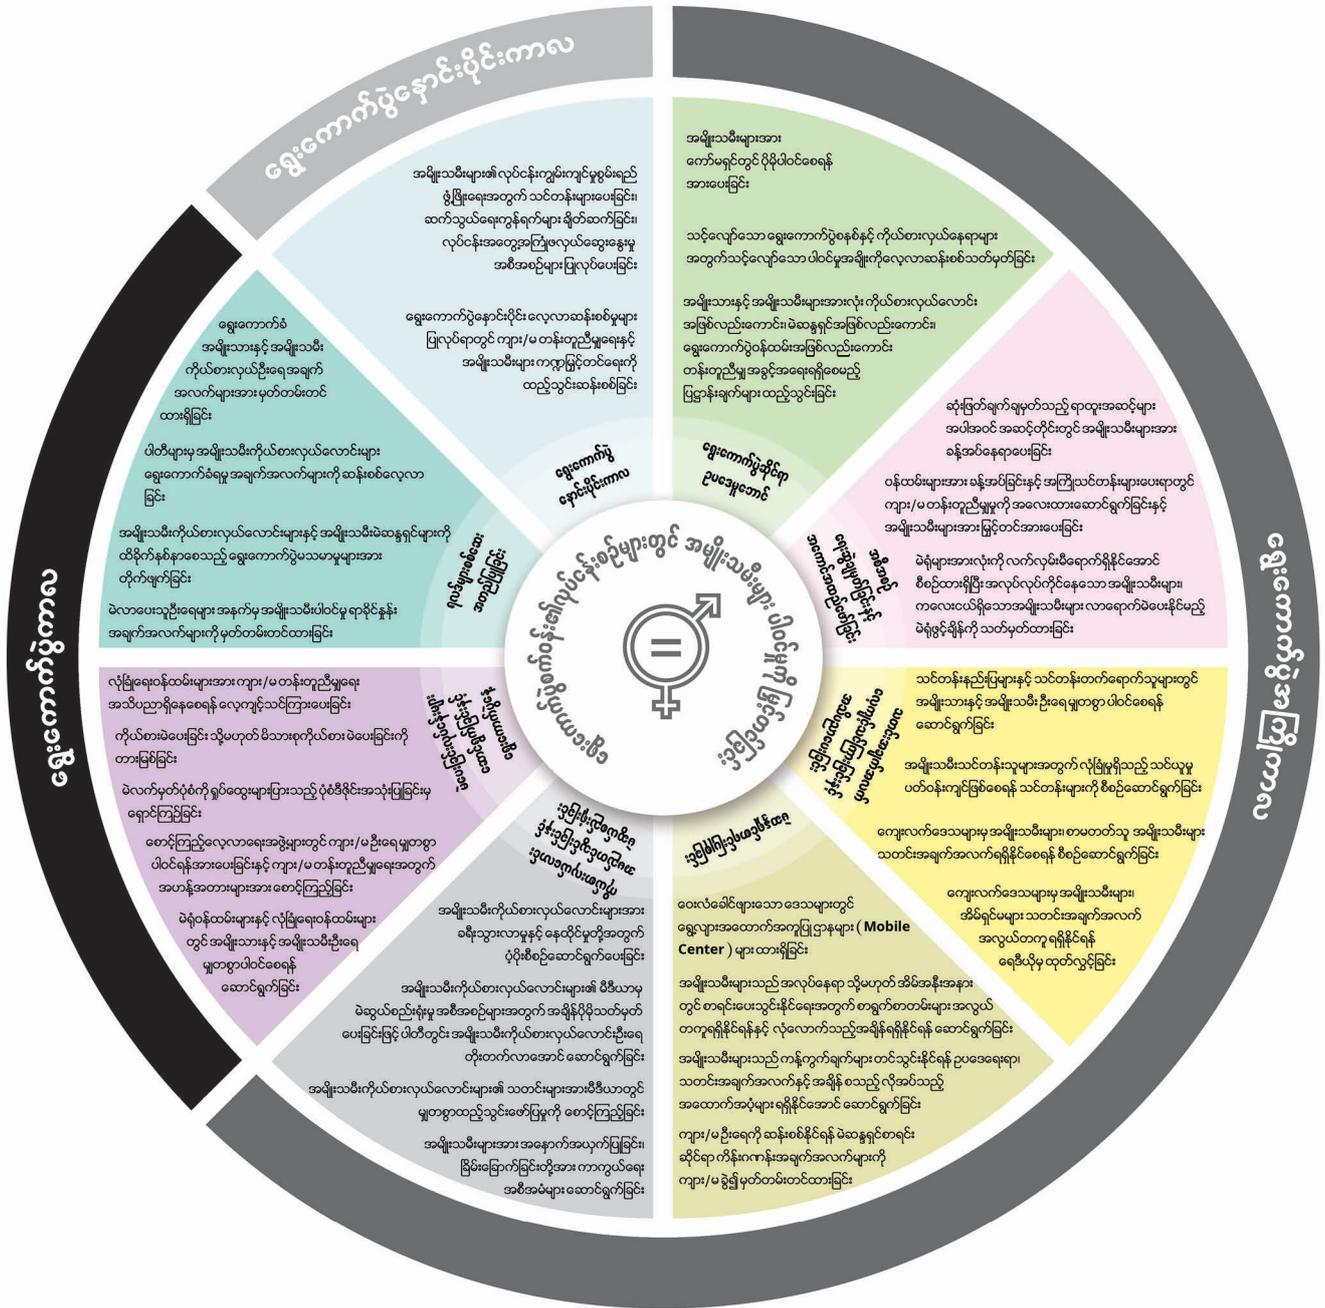 ရွေးကောက်ပွဲနှောင်းပိုင်းကာလ
ရွေးကောက်ပွဲအကြိုကာလ
ရွေးကောက်ပွဲကာလ
ရွေးကောက်ပွဲစက်ဝန်း၏လုပ်ငန်းစဉ်များတွင် အမျိုးသမီးများ ပါဝင်မှုကို မြှင့်တင်ခြင်း
ရွေးကောက်ပွဲဆိုင်ရာ
ဥပဒေမူဘောင်
အမျိုးသမီးများအား
ကော်မရှင်တွင် ပိုမိုပါဝင်စေရန်
အားပေးခြင်း
သင့်လျော်သော ရွေးကောက်ပွဲစနစ်နှင့် ကိုယ်စားလှယ်နေရာများ
အတွက်သင့်လျော်သော ပါဝင်မှုအချိုးကိုလေ့လာဆန်းစစ်သတ်မှတ်ခြင်း
အမျိုးသားနှင့် အမျိုးသမီးများအားလုံး ကိုယ်စားလှယ်လောင်း
အဖြစ်လည်းကောင်း၊ မဲဆန္ဒရှင်အဖြစ်လည်းကောင်း၊
ရွေးကောက်ပွဲဝန်ထမ်းအဖြစ်လည်းကောင်း
တန်းတူညီမျှ အခွင့်အရေးရရှိစေမည့်
ပြဋ္ဌာန်းချက်များ ထည့်သွင်းခြင်း
အစီအစဉ်
ရေးဆွဲချမှတ်ခြင်းနှင့်
အကောင်အထည်ဖော်ခြင်း
ဆုံးဖြတ်ချက်ချမှတ်သည့် ရာထူးအဆင့်များ
အပါအဝင် အဆင့်တိုင်းတွင် အမျိုးသမီးများအား
ခန့်အပ်နေရာပေးခြင်း
ဝန်ထမ်းများအား ခန့်အပ်ခြင်းနှင့် အကြိုသင်တန်းများပေးရာတွင်
ကျား/မ တန်းတူညီမျှမှုကို အလေးထားဆောင်ရွက်ခြင်းနှင့်
အမျိုးသမီးများအား မြှင့်တင်အားပေးခြင်း
မဲရုံများအားလုံးကို လက်လှမ်းမီရောက်ရှိနိုင်အောင်
စီစဉ်ထားရှိပြီး အလုပ်လုပ်ကိုင်နေသော အမျိုးသမီးများ၊
ကလေးငယ်ရှိသောအမျိုးသမီးများ လာရောက်မဲပေးနိုင်မည့်
မဲရုံဖွင့်ချိန်ကို သတ်မှတ်ထားခြင်း
သင်တန်းနည်းပြများနှင့် သင်တန်းတက်ရောက်သူများတွင်
အမျိုးသားနှင့် အမျိုးသမီး ဦးရေ မျှတစွာ ပါဝင်စေရန်
ဆောင်ရွက်ခြင်း
အမျိုးသမီးသင်တန်းသူများအတွက် လုံခြုံမှုရှိသည့် သင်ယူမှု
ပတ်ဝန်းကျင်ဖြစ်စေရန် သင်တန်းများကို စီစဉ်ဆောင်ရွက်ခြင်း
ကျေးလက်ဒေသများမှ အမျိုးသမီးများ၊ စာမတတ်သူ အမျိုးသမီးများ
သတင်းအချက်အလက်ရရှိနိုင်စေရန် စီစဉ်ဆောင်ရွက်ခြင်း
ကျေးလက်ဒေသများမှ အမျိုးသမီးများ၊
အိမ်ရှင်မများ သတင်းအချက်အလက်
အလွယ်တကူ ရရှိနိုင်ရန်
ရေဒီယိုမှ ထုတ်လွှင့်ခြင်း
ဝေးလံခေါင်ဖျားသော ဒေသများတွင်
ရွေ့လျားအထောက်အကူပြုဌာနများ ( Mobile
Center ) များ ထားရှိခြင်း
အမျိုးသမီးများသည် အလုပ်နေရာ သို့မဟုတ် အိမ်အနီးအနား
တွင် စာရင်းပေးသွင်းနိုင်ရေးအတွက် စာရွက်စာတမ်းများ အလွယ်
တကူရရှိနိုင်ရန်နှင့် လုံလောက်သည့်အချိန်ရရှိနိုင်ရန် ဆောင်ရွက်ခြင်း
အမျိုးသမီးများသည် ကန့်ကွက်ချက်များ တင်သွင်းနိုင်ရန် ဥပဒေရေးရာ၊
သတင်းအချက်အလက်နှင့် အချိန် စသည့် လိုအပ်သည့်
အထောက်အပံ့များ ရရှိနိုင်အောင် ဆောင်ရွက်ခြင်း
ကျား/မ ဦးရေကို ဆန်းစစ်နိုင်ရန် မဲဆန္ဒရှင်စာရင်း
ဆိုင်ရာ ကိန်းဂဏန်းအချက်အလက်များကို
ကျား/မ ခွဲ၍ မှတ်တမ်းတင်ထားခြင်း
အမျိုးသမီးကိုယ်စားလှယ်လောင်းများအား
ခရီးသွားလာမှုနှင့် နေထိုင်မှုတို့အတွက်
ပံ့ပိုးစီစဉ်ဆောင်ရွက်ပေးခြင်း
အမျိုးသမီးကိုယ်စားလှယ်လောင်းများ၏ မီဒီယာမှ
မဲဆွယ်စည်းရုံးမှု အစီအစဉ်များအတွက် အချိန်ပိုမိုသတ်မှတ်
ပေးခြင်းဖြင့် ပါတီတွင်း အမျိုးသမီးကိုယ်စားလှယ်လောင်းဦးရေ
တိုးတက်လာအောင် ဆောင်ရွက်ခြင်း
အမျိုးသမီးကိုယ်စားလှယ်လောင်းများ၏ သတင်းများအားမီဒီယာတွင်
မျှတစွာထည့်သွင်းဖော်ပြမှုကို စောင့်ကြည့်ခြင်း
အမျိုးသမီးများအား အနောက်အယှက်ပြုခြင်း၊
ခြိမ်းခြောက်ခြင်းတို့အား ကာကွယ်ရေး
အစီအမံများ ဆောင်ရွက်ခြင်း
လုံခြုံရေးဝန်ထမ်းများအား ကျား/မ တန်းတူညီမျှရေး
အသိပညာရှိနေစေရန် လေ့ကျင့်သင်ကြားပေးခြင်း
ကိုယ်စားမဲပေးခြင်း သို့မဟုတ် မိသားစုကိုယ်စား မဲပေးခြင်းကို
တားမြစ်ခြင်း
မဲလက်မှတ်ပုံစံကို ရှုပ်ထွေးများပြားသည့် ပုံစံဒီဇိုင်းအသုံးပြုခြင်းမှ
ရှောင်ကြဉ်ခြင်း
စောင့်ကြည့်လေ့လာရေးအဖွဲ့များတွင် ကျား/မ ဦးရေ မျှတစွာ
ပါဝင်ရန်အားပေးခြင်းနှင့် ကျား/မ တန်းတူညီမျှရေးအတွက်
အဟန့်အတားများအား စောင့်ကြည့်ခြင်း
မဲရုံဝန်ထမ်းများနှင့် လုံခြုံရေးဝန်ထမ်းများ
တွင် အမျိုးသားနှင့် အမျိုးသမီးဦးရေ
မျှတစွာပါဝင်စေရန်
ဆောင်ရွက်ခြင်း
ရလဒ်များစစ်ဆေး
အတည်ပြုခြင်း
ရွေးကောက်ခံ
အမျိုးသားနှင့် အမျိုးသမီး
ကိုယ်စားလှယ်ဦးရေ အချက်
အလက်များအား မှတ်တမ်းတင်
ထားရှိခြင်း
ပါတီများမှ အမျိုးသမီးကိုယ်စားလှယ်လောင်းများ
ရွေးကောက်ခံရမှု အချက်အလက်များကို ဆန်းစစ်လေ့လာ
ခြင်း
အမျိုးသမီးကိုယ်စားလှယ်လောင်းများနှင့် အမျိုးသမီးမဲဆန္ဒရှင်များကို
ထိခိုက်နစ်နာစေသည့် ရွေးကောက်ပွဲမသမာမှုများအား
တိုက်ဖျက်ခြင်း
မဲလာပေးသူဦးရေများ အနက်မှ အမျိုးသမီးပါဝင်မှု ရာခိုင်နှုန်း
အချက်အလက်များကို မှတ်တမ်းတင်ထားခြင်း
ရွေးကောက်ပွဲ
နှောင်းပိုင်းကာလ
အမျိုးသမီးများ၏ လုပ်ငန်းကျွမ်းကျင်မှုစွမ်းရည်
ဖွံ့ဖြိုးရေးအတွက် သင်တန်းများပေးခြင်း၊
ဆက်သွယ်ရေးကွန်ရက်များ ချိတ်ဆက်ခြင်း၊
လုပ်ငန်းအတွေ့အကြုံဖလှယ်ဆွေးနွေးမှု
အစီအစဉ်များ ပြုလုပ်ပေးခြင်း
ရွေးကောက်ပွဲနှောင်းပိုင်း လေ့လာဆန်းစစ်မှုများ
ပြုလုပ်ရာတွင် ကျား/မ တန်းတူညီမျှရေးနှင့်
အမျိုးသမီးများ ကဏ္ဍမြှင့်တင်ရေးကို
ထည့်သွင်းဆန်းစစ်ခြင်း